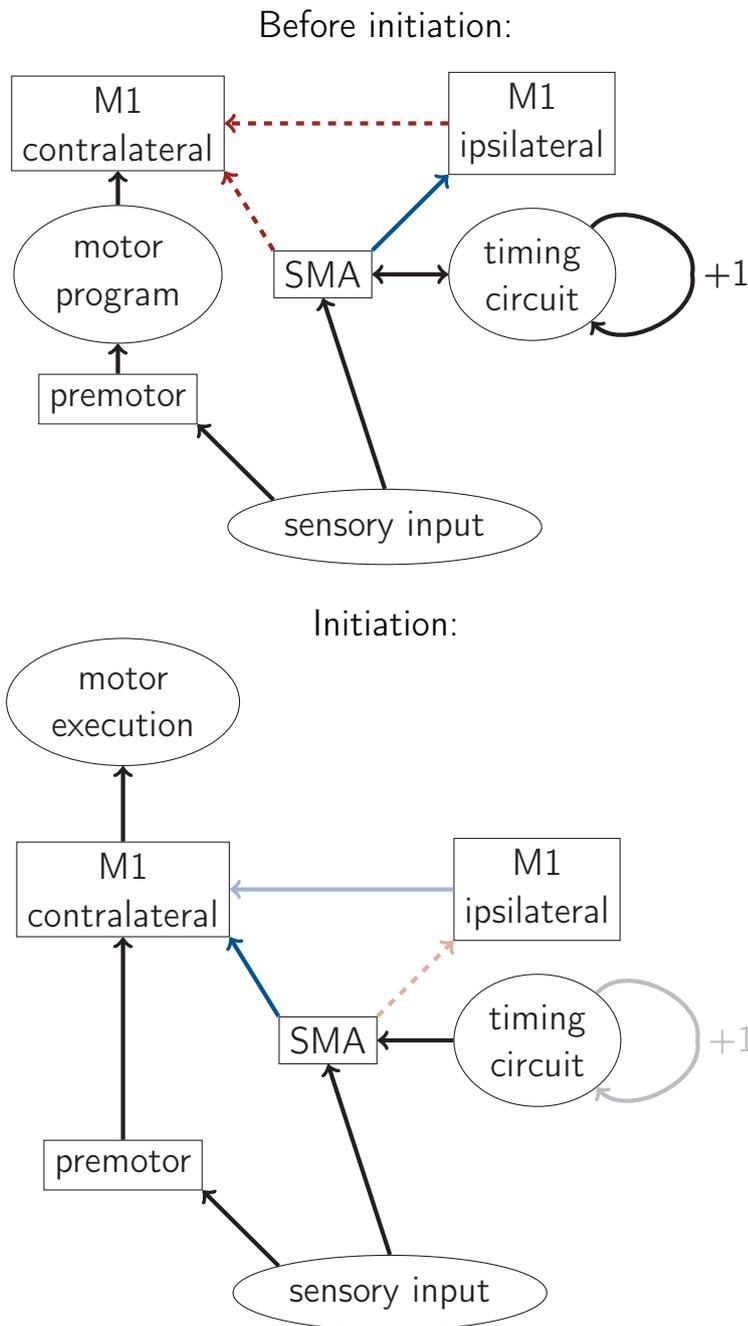 Before initiation:
M1
contralateral
M1
ipsilateral
motor
program
SMA
timing
circuit
+1
premotor
sensory input
Initiation:
motor
execution
M1
contralateral
M1
ipsilateral
SMA
timing
circuit
+1
premotor
sensory input